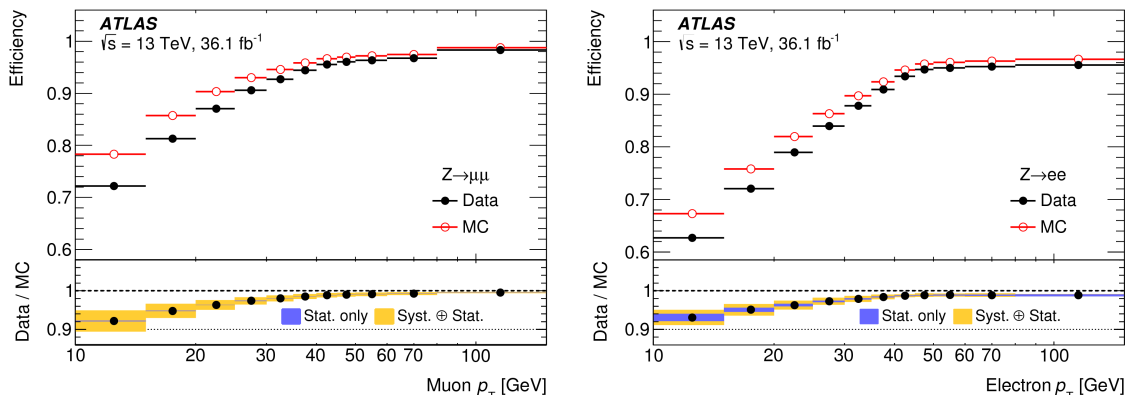 ATLAS
√s = 13 TeV, 36.1 fb⁻¹
Efficiency
1
0.9
0.8
0.7
0.6
Z→μμ
Data
MC
Data / MC
1
0.9
Stat. only
Syst. ⊕ Stat.
10 20 30 40 50 60 70 100
Muon p_T [GeV]
ATLAS
√s = 13 TeV, 36.1 fb⁻¹
Efficiency
1
0.9
0.8
0.7
0.6
Z→ee
Data
MC
Data / MC
1
0.9
Stat. only
Syst. ⊕ Stat.
10 20 30 40 50 60 70 100
Electron p_T [GeV]